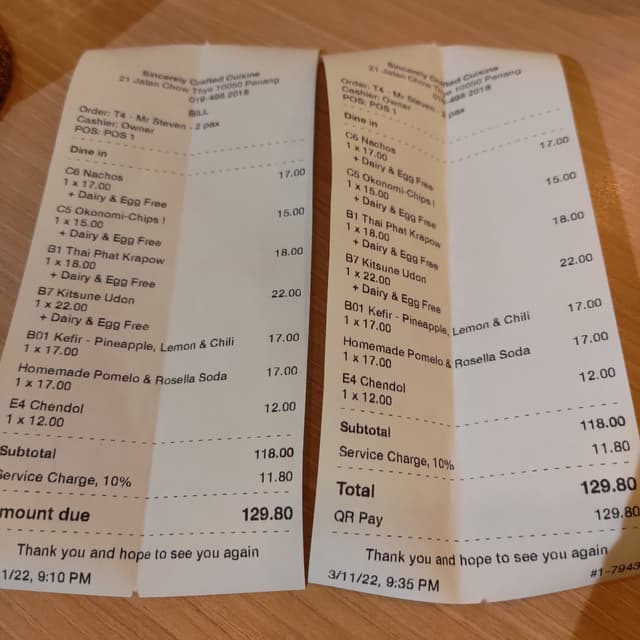 Sincerely Crafted Cuisine
21 Jalan Chow Thye 10050 Penang
019-488 2018
BILL
Order: T4 - Mr Steven - 2 pax
Cashier: Owner
POS: POS 1
Dine in
C6 Nachos 17.00
1 x 17.00
+ Dairy & Egg Free
C5 Okonomi-Chips ! 15.00
1 x 15.00
+ Dairy & Egg Free
B1 Thai Phat Krapow 18.00
1 x 18.00
+ Dairy & Egg Free
B7 Kitsune Udon 22.00
1 x 22.00
+ Dairy & Egg Free
B01 Kefir - Pineapple, Lemon & Chili 17.00
1 x 17.00
Homemade Pomelo & Rosella Soda 17.00
1 x 17.00
E4 Chendol 12.00
1 x 12.00
Subtotal 118.00
Service Charge, 10% 11.80
mount due 129.80
Thank you and hope to see you again
1/22, 9:10 PM
Sincerely Crafted Cuisine
21 Jalan Chow Thye 10050 Penang
488 2018
Order: T4 - Mr Steven - 2 pax
Cashier: Owner
POS: POS 1
Dine in
C6 Nachos 17.00
1 x 17.00
+ Dairy & Egg Free
C5 Okonomi-Chips ! 15.00
1 x 15.00
+ Dairy & Egg Free
B1 Thai Phat Krapow 18.00
1 x 18.00
+ Dairy & Egg Free
B7 Kitsune Udon 22.00
1 x 22.00
+ Dairy & Egg Free
B01 Kefir - Pineapple, Lemon & Chili 17.00
1 x 17.00
Homemade Pomelo & Rosella Soda 17.00
1 x 17.00
E4 Chendol 12.00
1 x 12.00
Subtotal 118.00
Service Charge, 10% 11.80
Total 129.80
QR Pay 129.80
Thank you and hope to see you again
3/11/22, 9:35 PM #1-7943